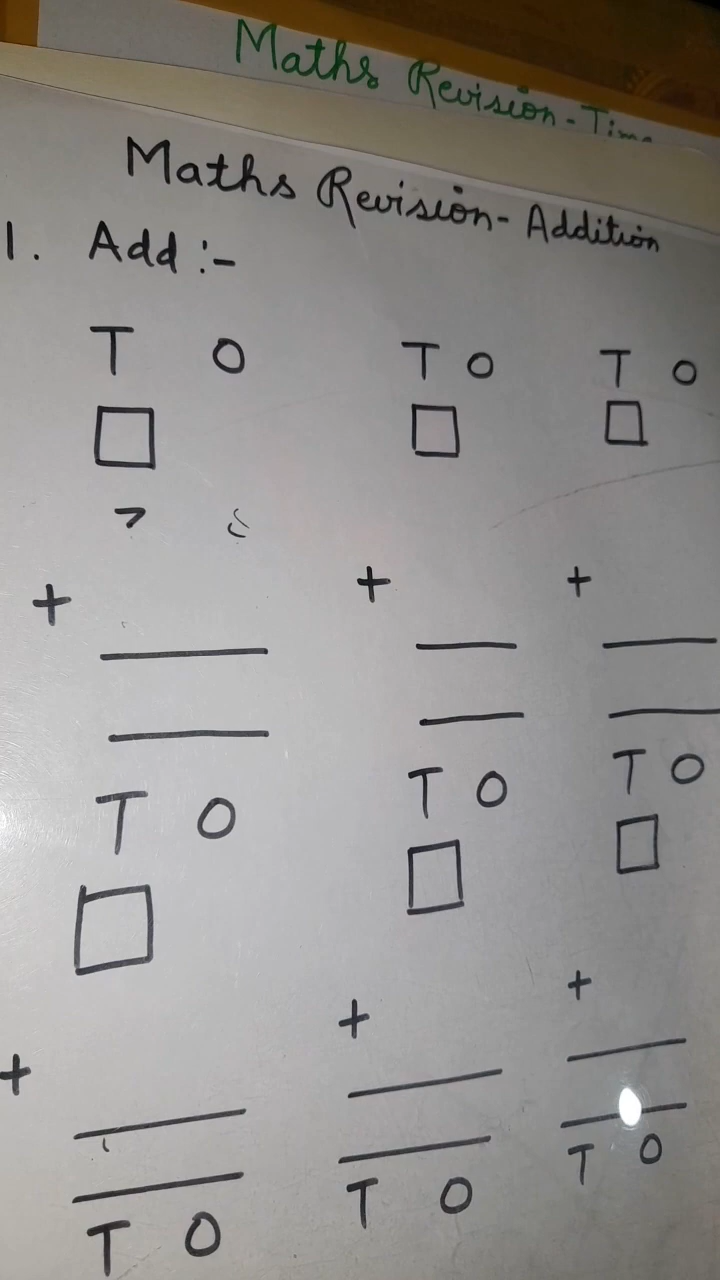 Maths Revision - Time
Maths Revision - Addition
1. Add :-
T O T O T O
+ + +
T O T O T O
+ + +
T O T O T O